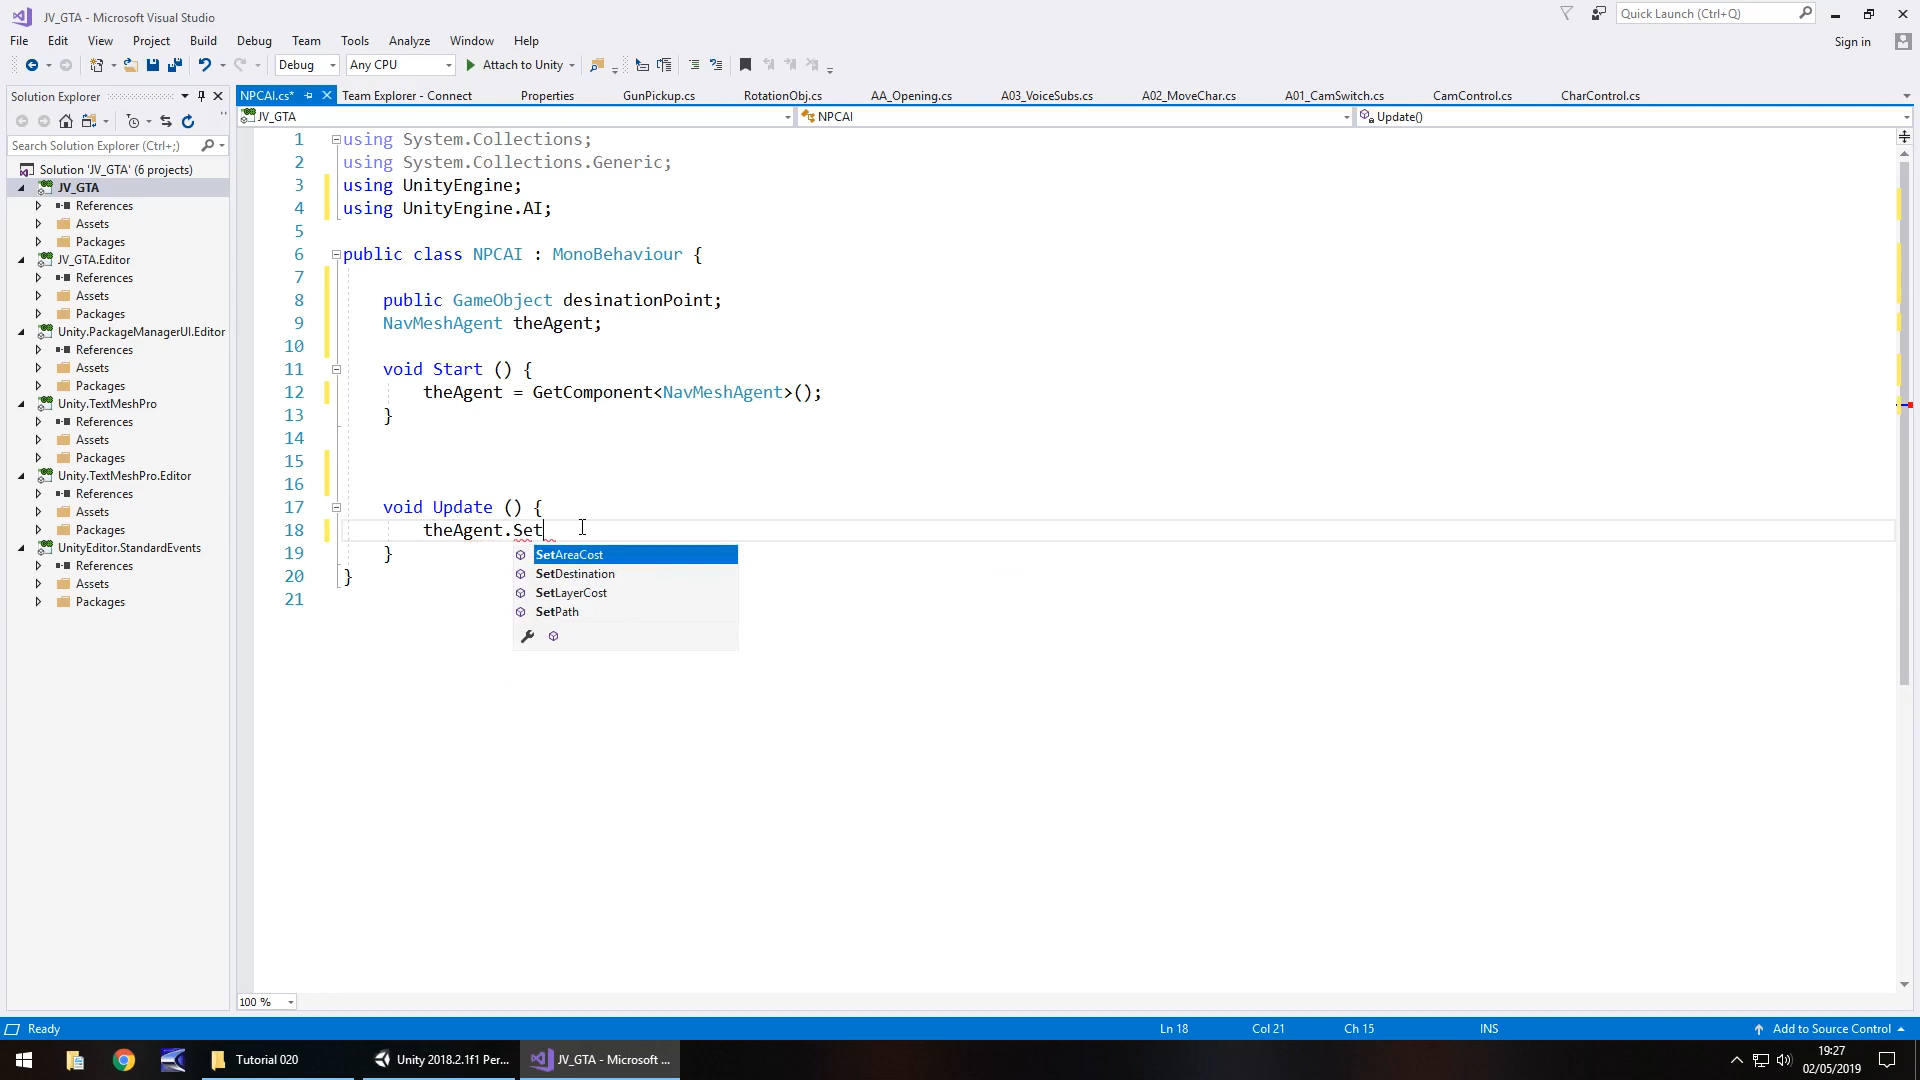 JV_GTA - Microsoft Visual Studio
Quick Launch (Ctrl+Q)
File Edit View Project Build Debug Team Tools Analyze Window Help
Sign in
Debug Any CPU Attach to Unity
Solution Explorer
NPCAI.cs* Team Explorer - Connect Properties GunPickup.cs RotationObj.cs AA_Opening.cs A03_VoiceSubs.cs A02_MoveChar.cs A01_CamSwitch.cs CamControl.cs CharControl.cs
JV_GTA NPCAI Update()
Search Solution Explorer (Ctrl+;)
Solution 'JV_GTA' (6 projects)
JV_GTA
References
Assets
Packages
JV_GTA.Editor
References
Assets
Packages
Unity.PackageManagerUI.Editor
References
Assets
Packages
Unity.TextMeshPro
References
Assets
Packages
Unity.TextMeshPro.Editor
References
Assets
Packages
UnityEditor.StandardEvents
References
Assets
Packages
1 using System.Collections;
2 using System.Collections.Generic;
3 using UnityEngine;
4 using UnityEngine.AI;
5
6 public class NPCAI : MonoBehaviour {
7
8 public GameObject desinationPoint;
9 NavMeshAgent theAgent;
10
11 void Start () {
12 theAgent = GetComponent<NavMeshAgent>();
13 }
14
15
16
17 void Update () {
18 theAgent.Set
19 }
20 }
21
SetAreaCost
SetDestination
SetLayerCost
SetPath
100 %
Ready Ln 18 Col 21 Ch 15 INS Add to Source Control
Tutorial 020 Unity 2018.2.1f1 Per... JV_GTA - Microsoft ...
19:27
02/05/2019